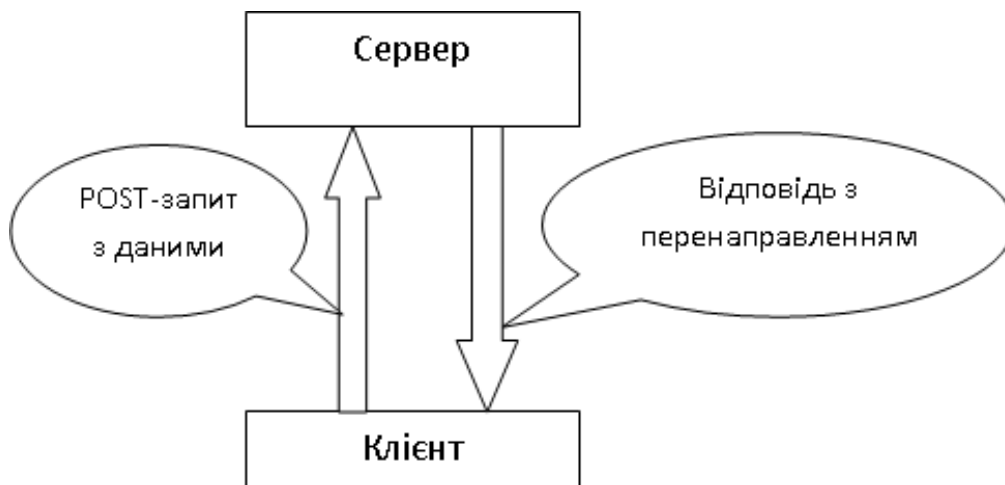 Сервер
POST-запит
з даними
Відповідь з
перенаправленням
Клієнт